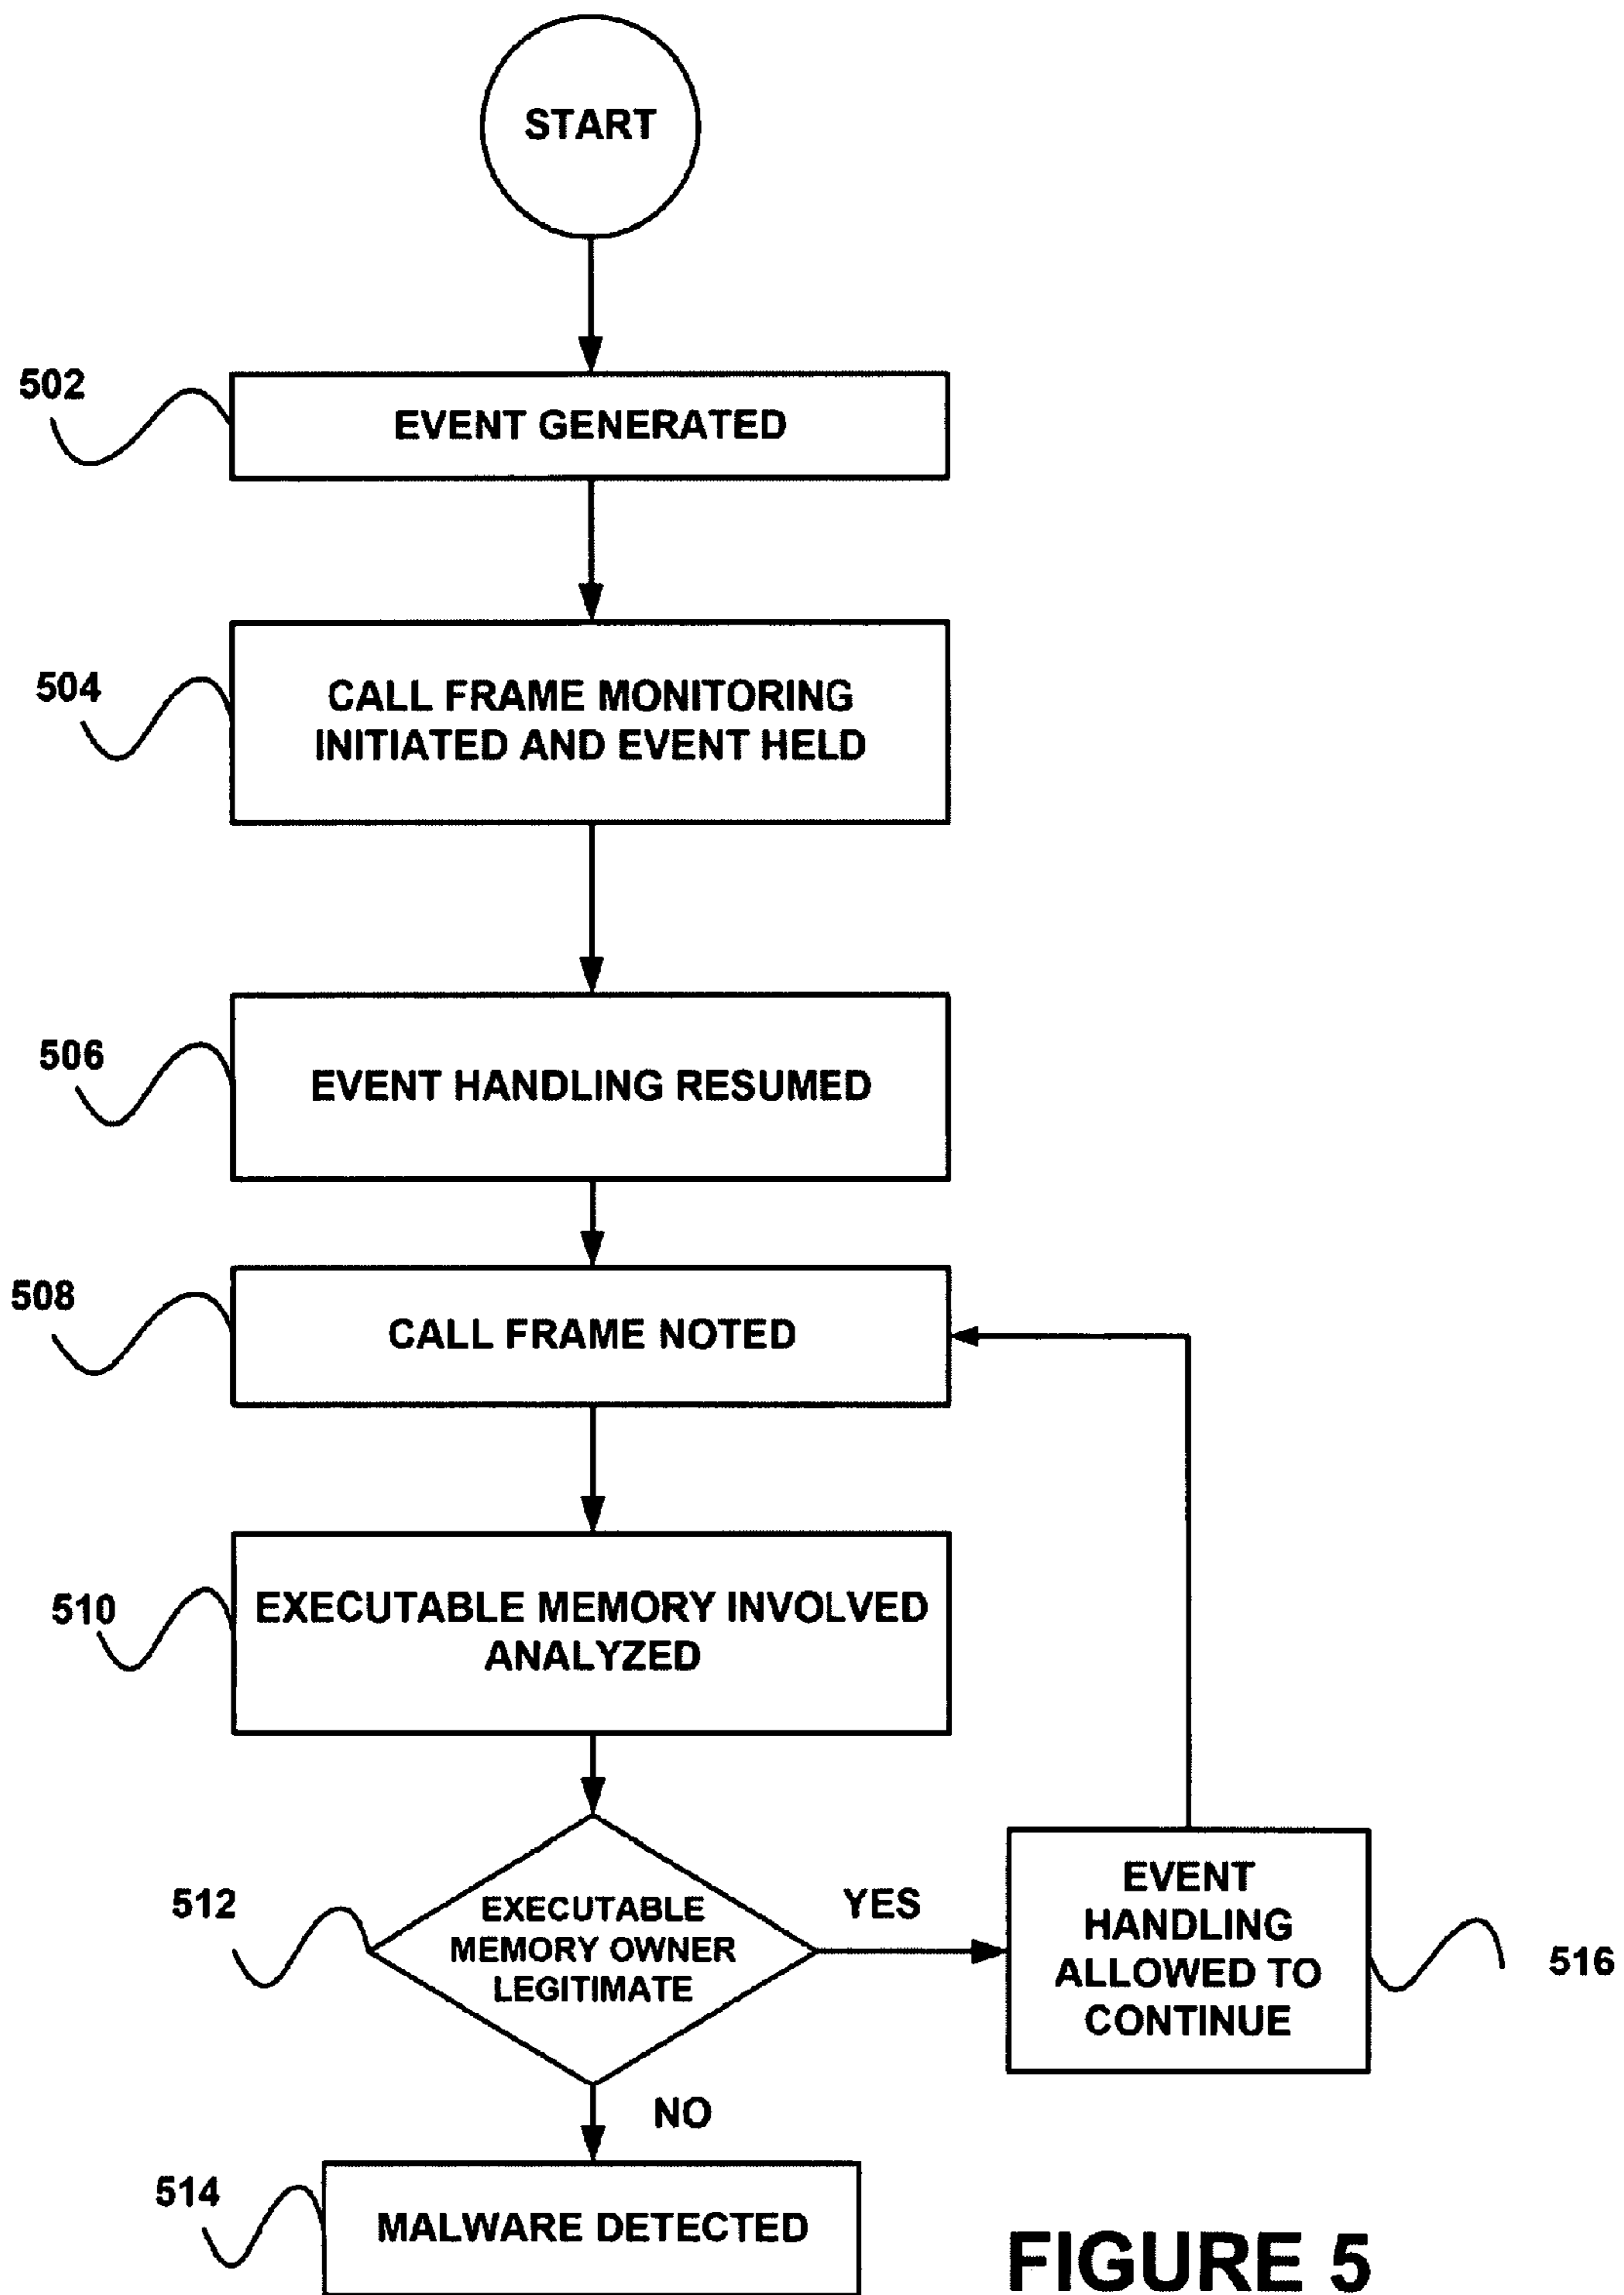 START
502
EVENT GENERATED
504
CALL FRAME MONITORING
INITIATED AND EVENT HELD
506
EVENT HANDLING RESUMED
508
CALL FRAME NOTED
510
EXECUTABLE MEMORY INVOLVED
ANALYZED
512
EXECUTABLE
MEMORY OWNER
LEGITIMATE
YES
EVENT
HANDLING
ALLOWED TO
CONTINUE
516
NO
514
MALWARE DETECTED
FIGURE 5